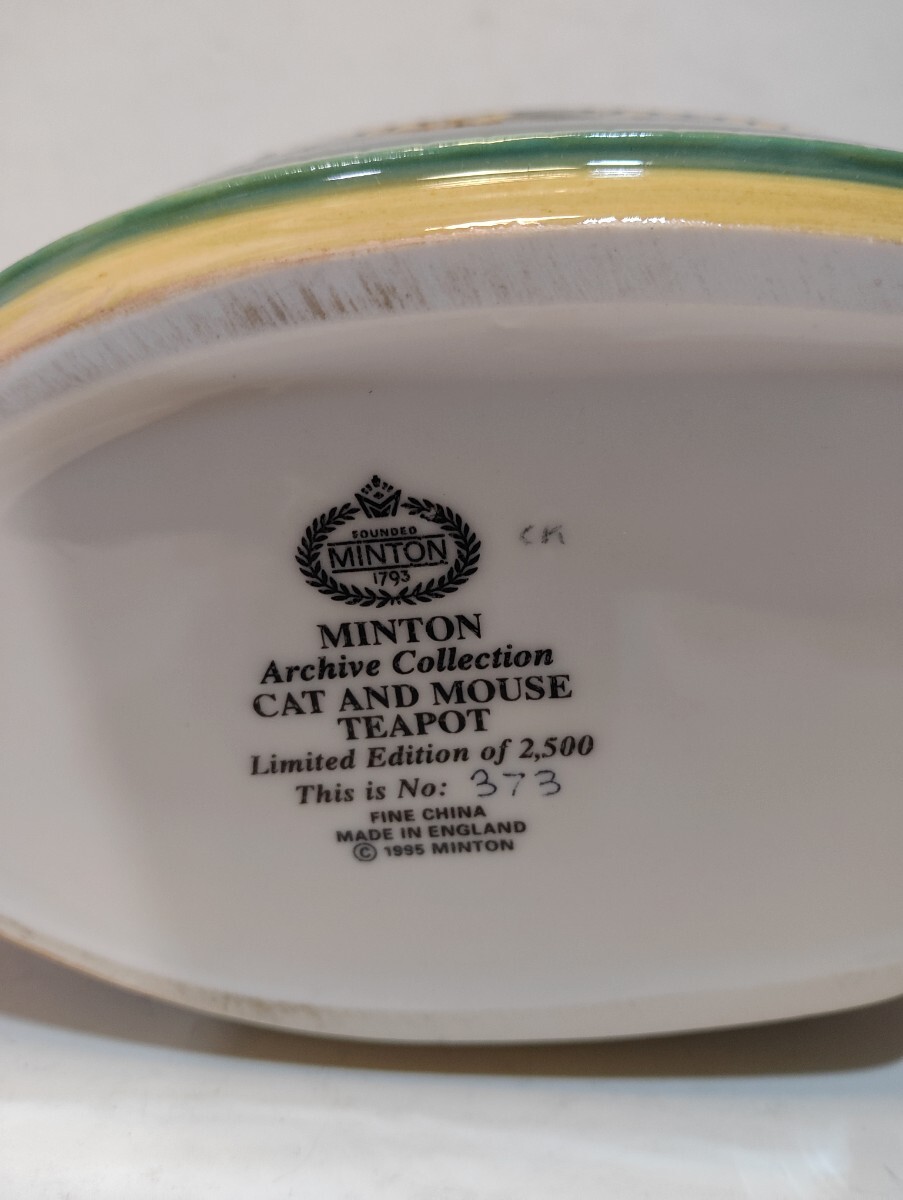 FOUNDED
MINTON
1793
CK
MINTON
Archive Collection
CAT AND MOUSE
TEAPOT
Limited Edition of 2,500
This is No: 373
FINE CHINA
MADE IN ENGLAND
© 1995 MINTON